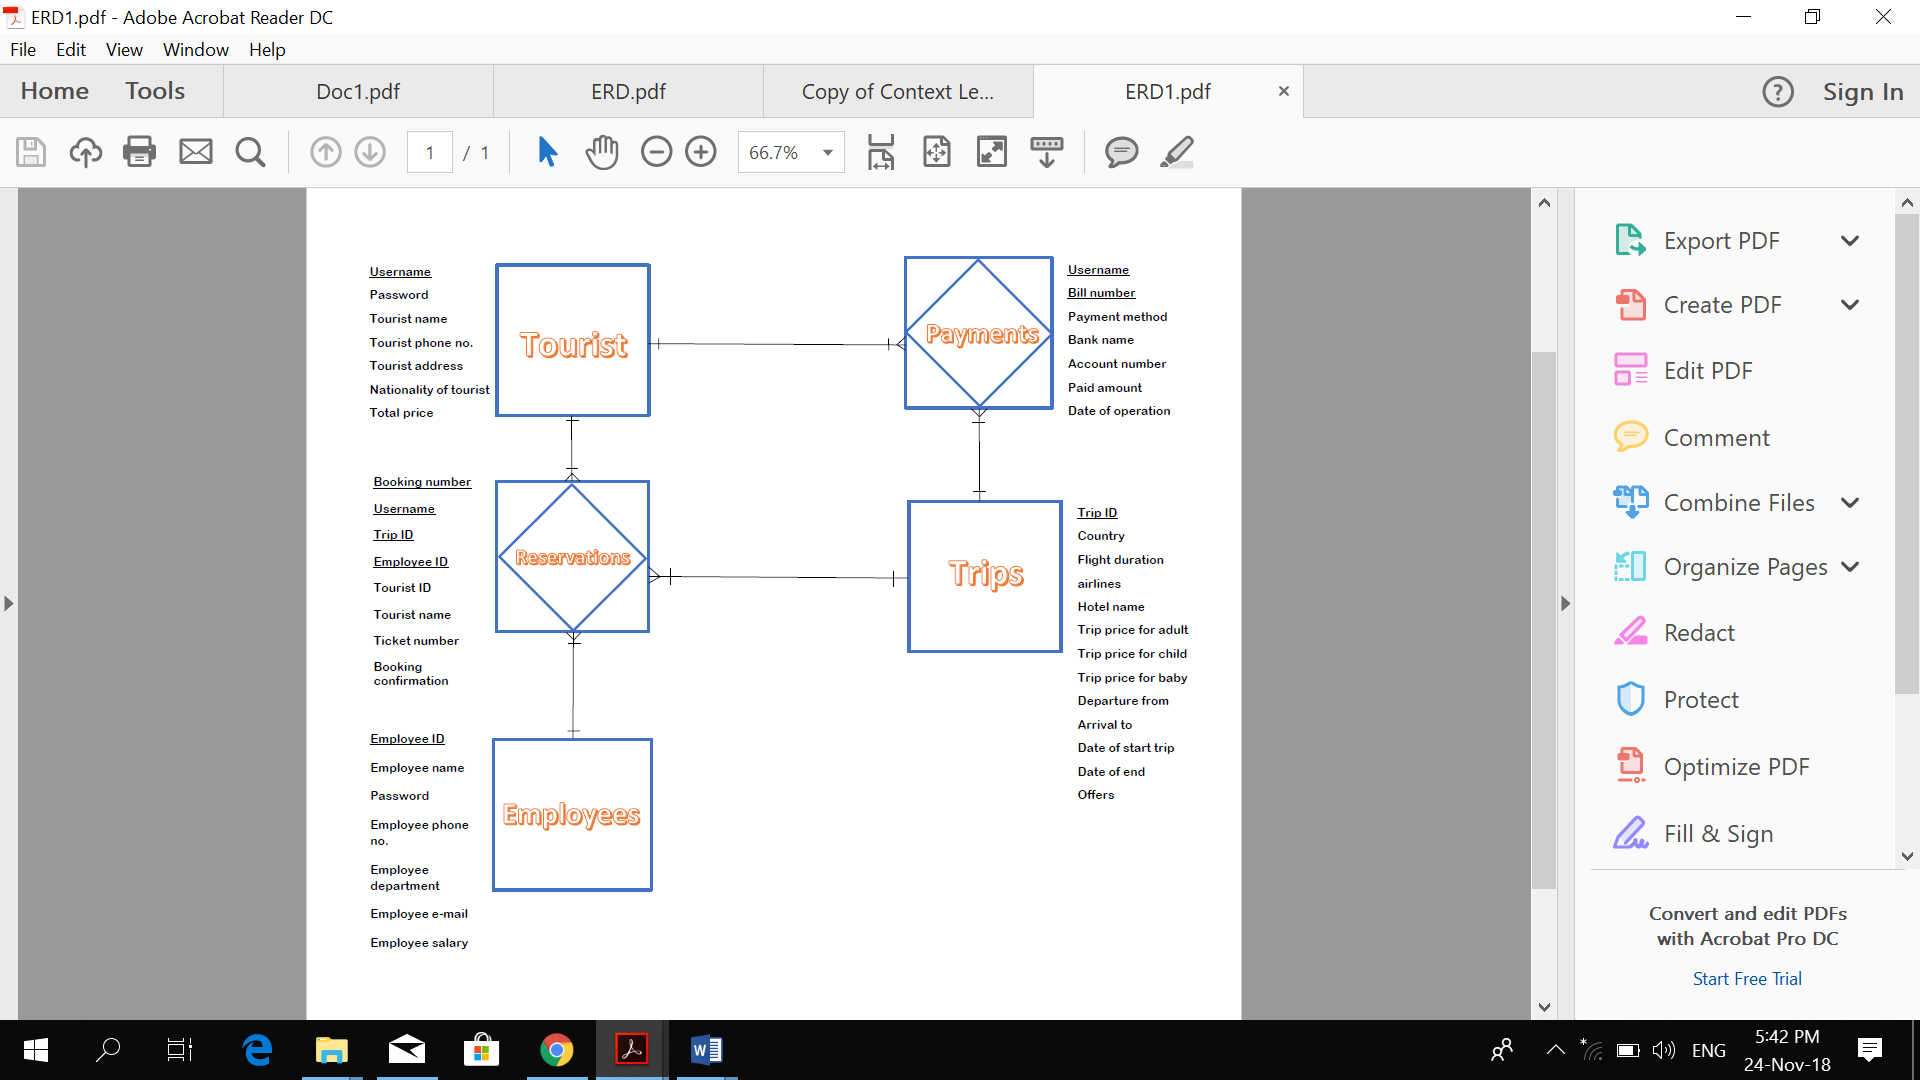 ERD1.pdf - Adobe Acrobat Reader DC
File Edit View Window Help
Home Tools Doc1.pdf ERD.pdf Copy of Context Le... ERD1.pdf Sign In
1 / 1 66.7%
Username
Password
Tourist name
Tourist phone no.
Tourist address
Nationality of tourist
Total price
Tourist
Payments
Username
Bill number
Payment method
Bank name
Account number
Paid amount
Date of operation
Booking number
Username
Trip ID
Employee ID
Tourist ID
Tourist name
Ticket number
Booking
confirmation
Reservations
Trips
Trip ID
Country
Flight duration
airlines
Hotel name
Trip price for adult
Trip price for child
Trip price for baby
Departure from
Arrival to
Date of start trip
Date of end
Offers
Employee ID
Employee name
Password
Employee phone
no.
Employee
department
Employee e-mail
Employee salary
Employees
Export PDF
Create PDF
Edit PDF
Comment
Combine Files
Organize Pages
Redact
Protect
Optimize PDF
Fill & Sign
Convert and edit PDFs
with Acrobat Pro DC
Start Free Trial
ENG
5:42 PM
24-Nov-18